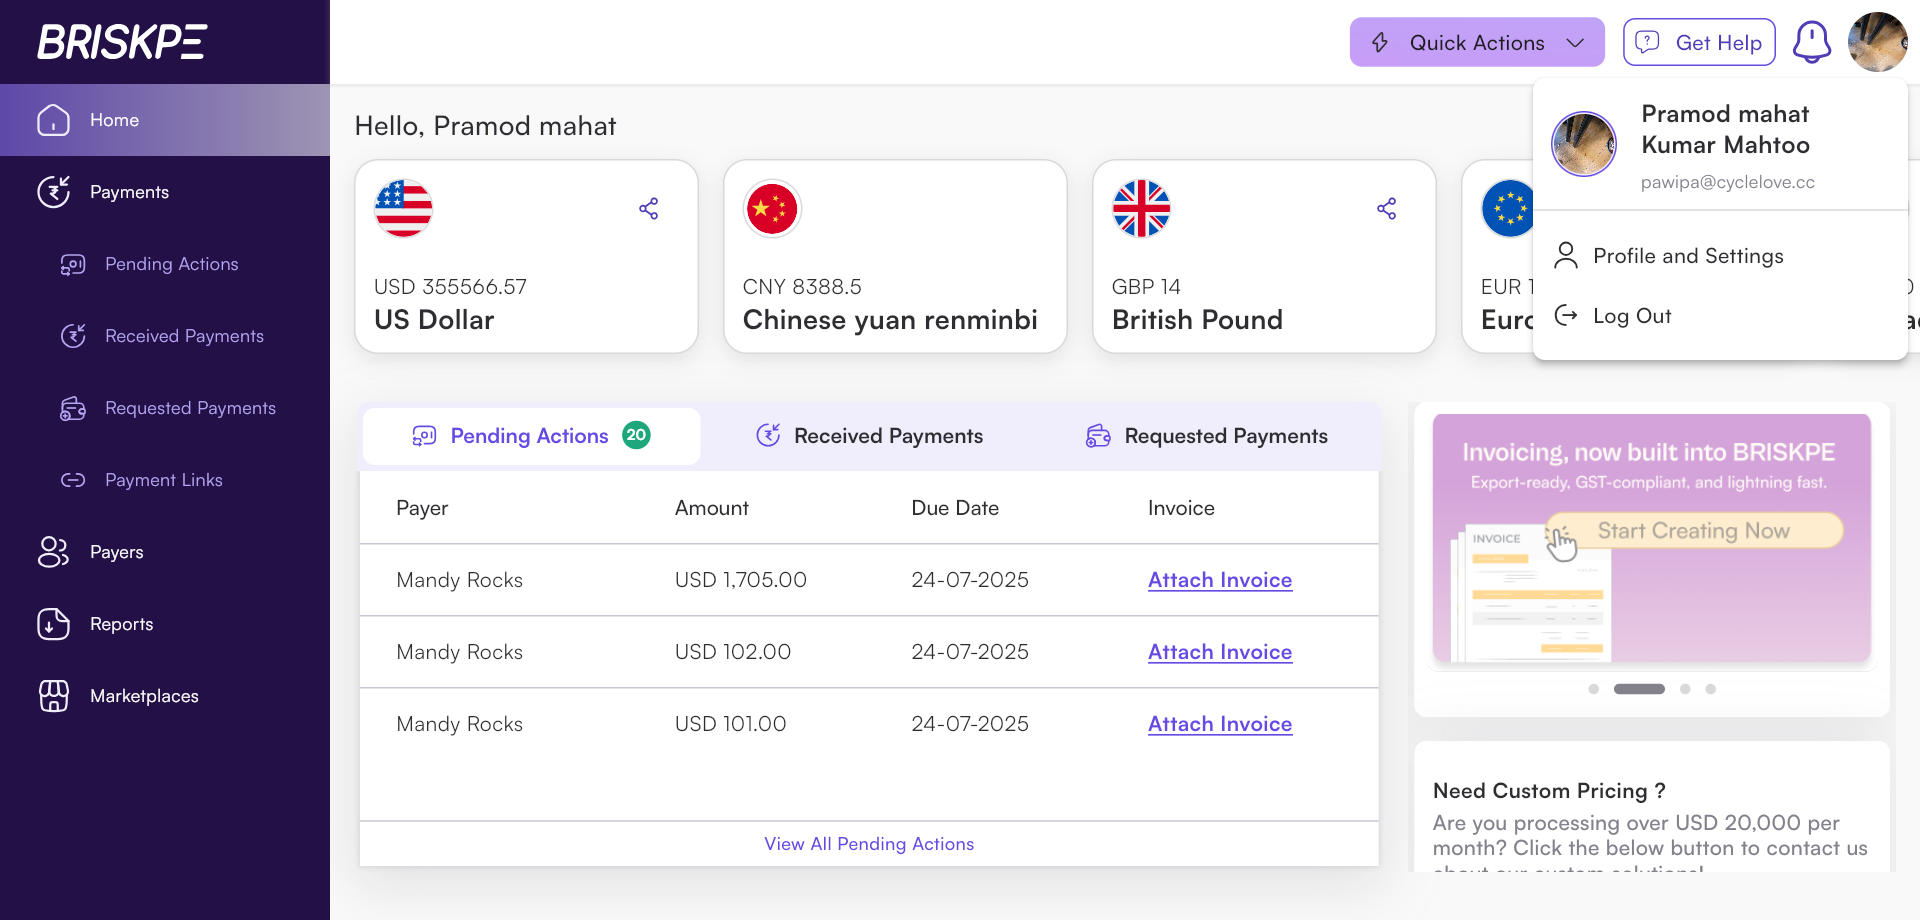 BRISKPE
Quick Actions
Get Help
Home
Payments
Pending Actions
Received Payments
Requested Payments
Payment Links
Payers
Reports
Marketplaces
Hello, Pramod mahat
Pramod mahat
Kumar Mahtoo
pawipa@cyclelove.cc
Profile and Settings
Log Out
USD 355566.57
US Dollar
CNY 8388.5
Chinese yuan renminbi
GBP 14
British Pound
EUR
Pending Actions 20
Received Payments
Requested Payments
Payer Amount Due Date Invoice
Mandy Rocks USD 1,705.00 24-07-2025 Attach Invoice
Mandy Rocks USD 102.00 24-07-2025 Attach Invoice
Mandy Rocks USD 101.00 24-07-2025 Attach Invoice
View All Pending Actions
Invoicing, now built into BRISKPE
Export-ready, GST-compliant, and lightning fast.
Start Creating Now
INVOICE
Need Custom Pricing ?
Are you processing over USD 20,000 per
month? Click the below button to contact us
about our custom solutions!